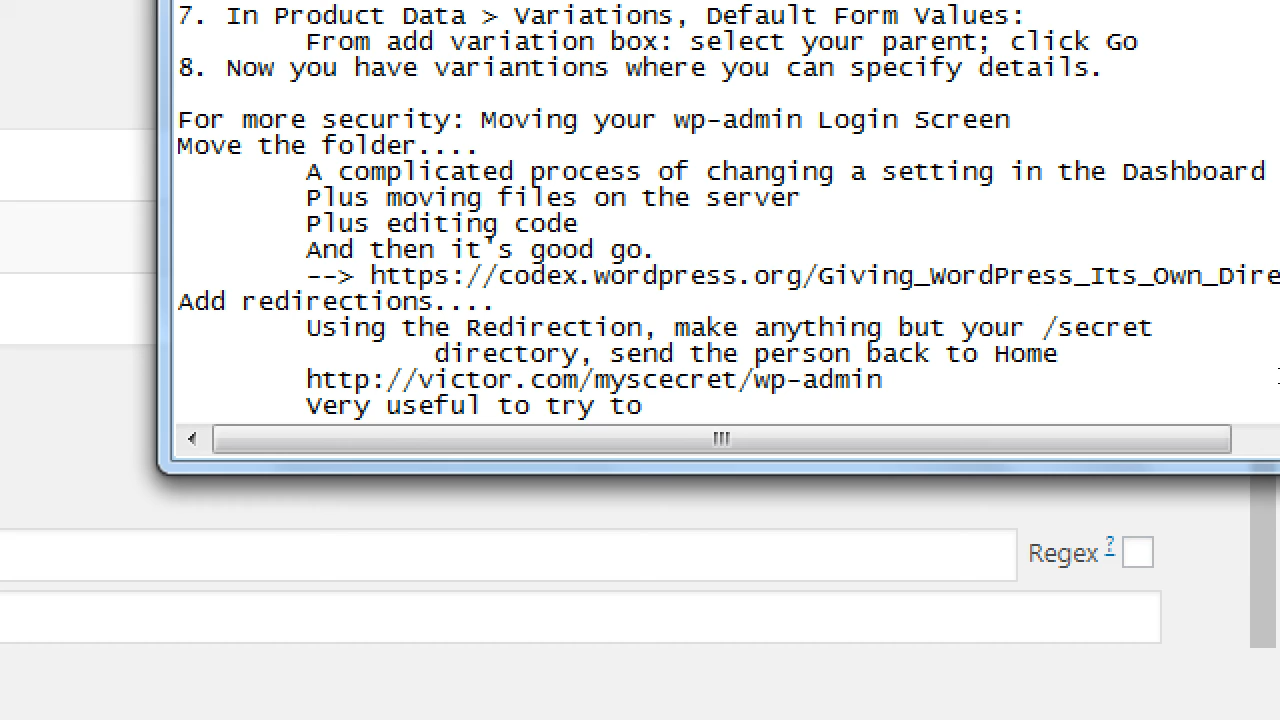 7. In Product Data > Variations, Default Form Values:
From add variation box: select your parent; click Go
8. Now you have variantions where you can specify details.
For more security: Moving your wp-admin Login Screen
Move the folder....
A complicated process of changing a setting in the Dashboard
Plus moving files on the server
Plus editing code
And then it's good go.
--> https://codex.wordpress.org/Giving_WordPress_Its_Own_Dire
Add redirections....
Using the Redirection, make anything but your /secret
directory, send the person back to Home
http://victor.com/myscecret/wp-admin
Very useful to try to
Regex ?